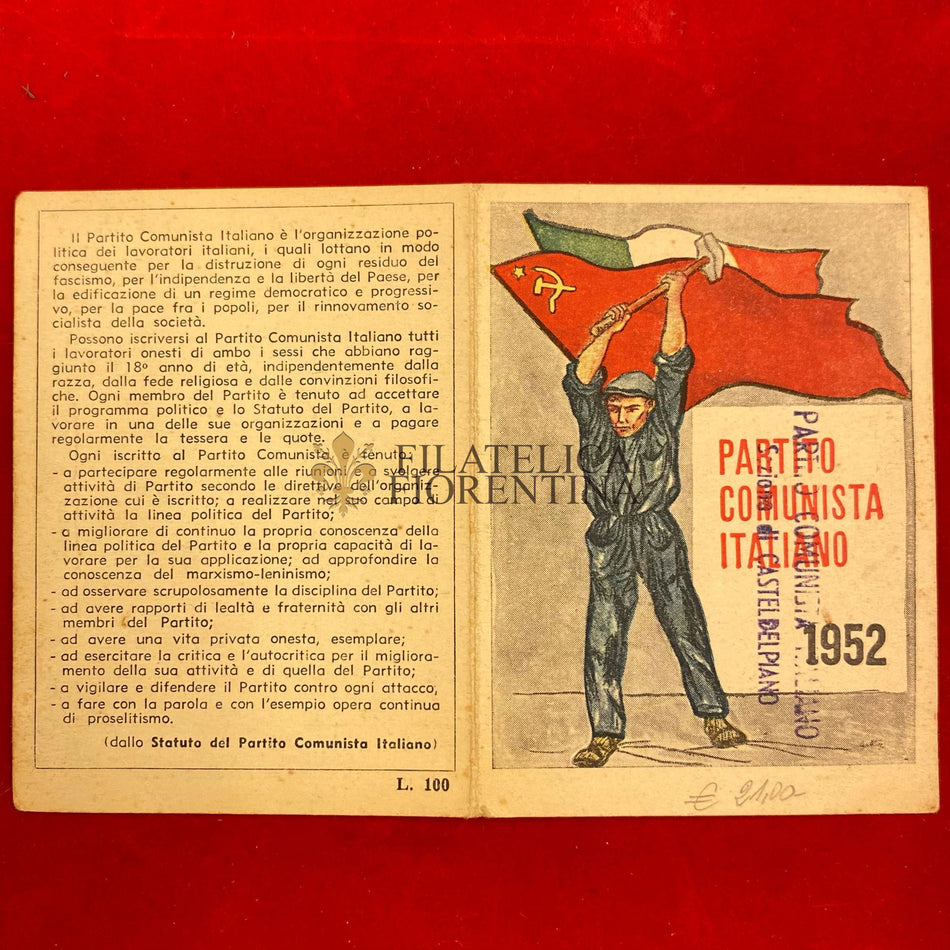 Il Partito Comunista Italiano è l'organizzazione po-
litica dei lavoratori italiani, i quali lottano in modo
conseguente per la distruzione di ogni residuo del
fascismo, per l'indipendenza e la libertà del Paese, per
la edificazione di un regime democratico e progressi-
vo, per la pace fra i popoli, per il rinnovamento so-
cialista della società.
Possono iscriversi al Partito Comunista Italiano tutti
i lavoratori onesti di ambo i sessi che abbiano rag-
giunto il 18º anno di età, indipendentemente dalla
razza, dalla fede religiosa e dalle convinzioni filosofi-
che. Ogni membro del Partito è tenuto ad accettare
il programma politico e lo Statuto del Partito, a la-
vorare in una delle sue organizzazioni e a pagare
regolarmente la tessera e le quote.
Ogni iscritto al Partito Comunista è tenuto:
- a partecipare regolarmente alle riunioni e svolgere
attività di Partito secondo le direttive dell'organiz-
zazione cui è iscritto; a realizzare nel suo campo di
attività la linea politica del Partito;
- a migliorare di continuo la propria conoscenza della
linea politica del Partito e la propria capacità di la-
vorare per la sua applicazione; ad approfondire la
conoscenza del marxismo-leninismo;
- ad osservare scrupolosamente la disciplina del Partito;
- ad avere rapporti di lealtà e fraternità con gli altri
membri del Partito;
- ad avere una vita privata onesta, esemplare;
- ad esercitare la critica e l'autocritica per il migliora-
mento della sua attività e di quella del Partito;
- a vigilare e difendere il Partito contro ogni attacco,
- a fare con la parola e con l'esempio opera continua
di proselitismo.
(dallo Statuto del Partito Comunista Italiano)
L. 100
PARTITO
COMUNISTA
ITALIANO
1952
PARTITO COMUNISTA ITALIANO
Sezione di CASTELDELPIANO
€ 21,00
FILATELICA
FIORENTINA